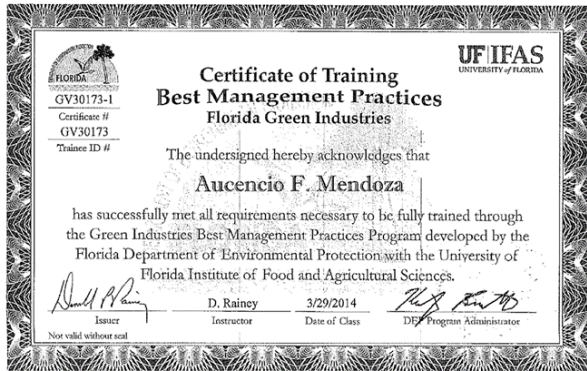 FLORIDA
UF IFAS
UNIVERSITY of FLORIDA
GV30173-1
Certificate #
GV30173
Trainee ID #
Certificate of Training
Best Management Practices
Florida Green Industries
The undersigned hereby acknowledges that
Aucencio F. Mendoza
has successfully met all requirements necessary to be fully trained through
the Green Industries Best Management Practices Program developed by the
Florida Department of Environmental Protection with the University of
Florida Institute of Food and Agricultural Sciences.
D. Rainey
3/29/2014
Issuer
Instructor
Date of Class
DEP Program Administrator
Not valid without seal